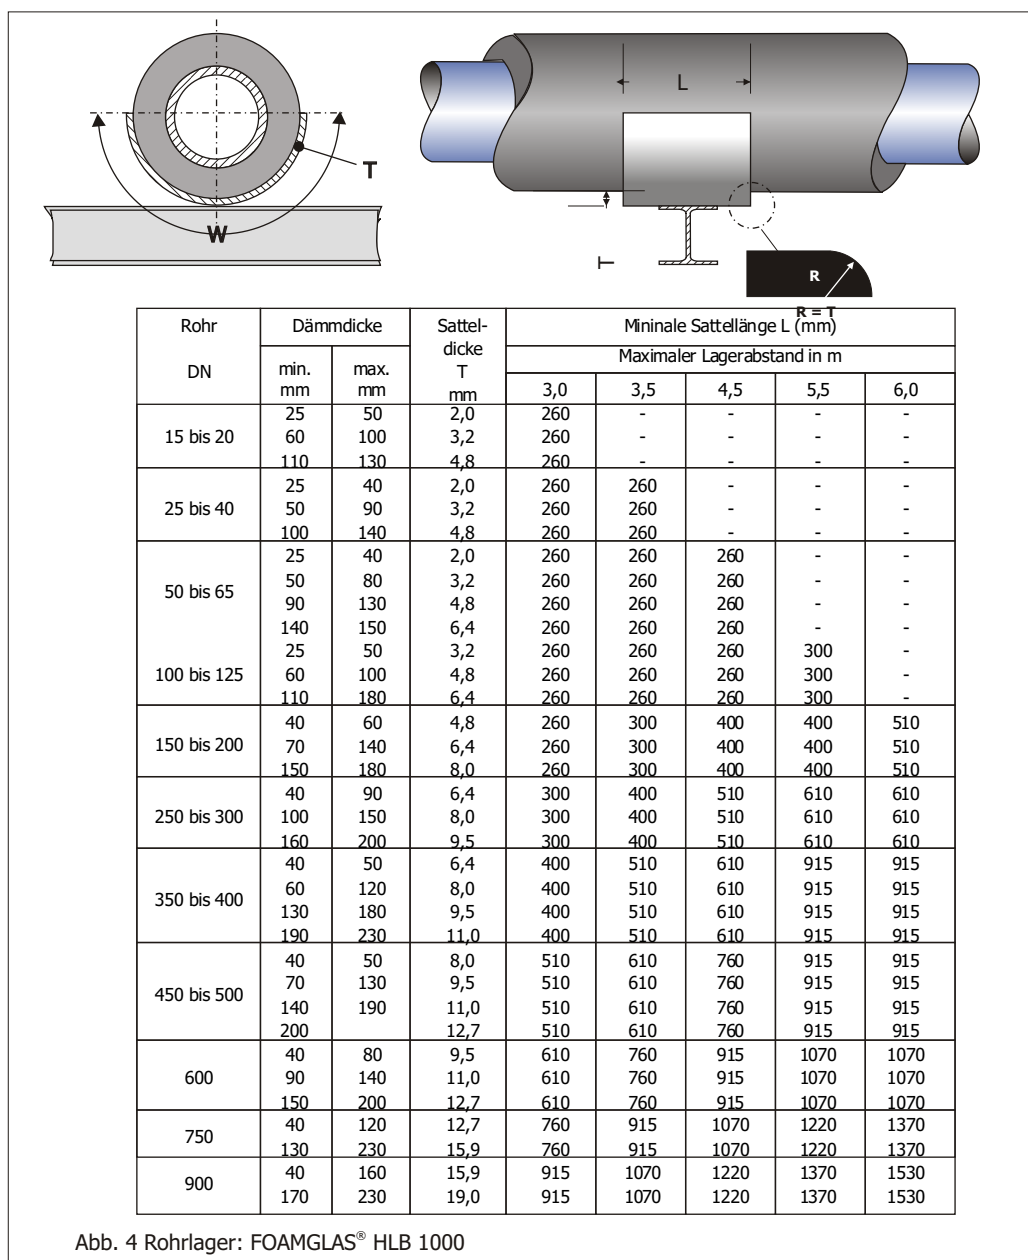 L
T
W
T
R
R = T
Rohr DN
Dämmdicke
Sattel-
dicke
T
mm
Mininale Sattellänge L (mm)
Maximaler Lagerabstand in m
min. mm
max. mm
3,0 3,5 4,5 5,5 6,0
15 bis 20
25 50 2,0 260 - - - -
60 100 3,2 260 - - - -
110 130 4,8 260 - - - -
25 bis 40
25 40 2,0 260 260 - - -
50 90 3,2 260 260 - - -
100 140 4,8 260 260 - - -
50 bis 65
25 40 2,0 260 260 260 - -
50 80 3,2 260 260 260 - -
90 130 4,8 260 260 260 - -
140 150 6,4 260 260 260 - -
100 bis 125
25 50 3,2 260 260 260 300 -
60 100 4,8 260 260 260 300 -
110 180 6,4 260 260 260 300 -
150 bis 200
40 60 4,8 260 300 400 400 510
70 140 6,4 260 300 400 400 510
150 180 8,0 260 300 400 400 510
250 bis 300
40 90 6,4 300 400 510 610 610
100 150 8,0 300 400 510 610 610
160 200 9,5 300 400 510 610 610
350 bis 400
40 50 6,4 400 510 610 915 915
60 120 8,0 400 510 610 915 915
130 180 9,5 400 510 610 915 915
190 230 11,0 400 510 610 915 915
450 bis 500
40 50 8,0 510 610 760 915 915
70 130 9,5 510 610 760 915 915
140 190 11,0 510 610 760 915 915
200 12,7 510 610 760 915 915
600
40 80 9,5 610 760 915 1070 1070
90 140 11,0 610 760 915 1070 1070
150 200 12,7 610 760 915 1070 1070
750
40 120 12,7 760 915 1070 1220 1370
130 230 15,9 760 915 1070 1220 1370
900
40 160 15,9 915 1070 1220 1370 1530
170 230 19,0 915 1070 1220 1370 1530
Abb. 4 Rohrlager: FOAMGLAS® HLB 1000